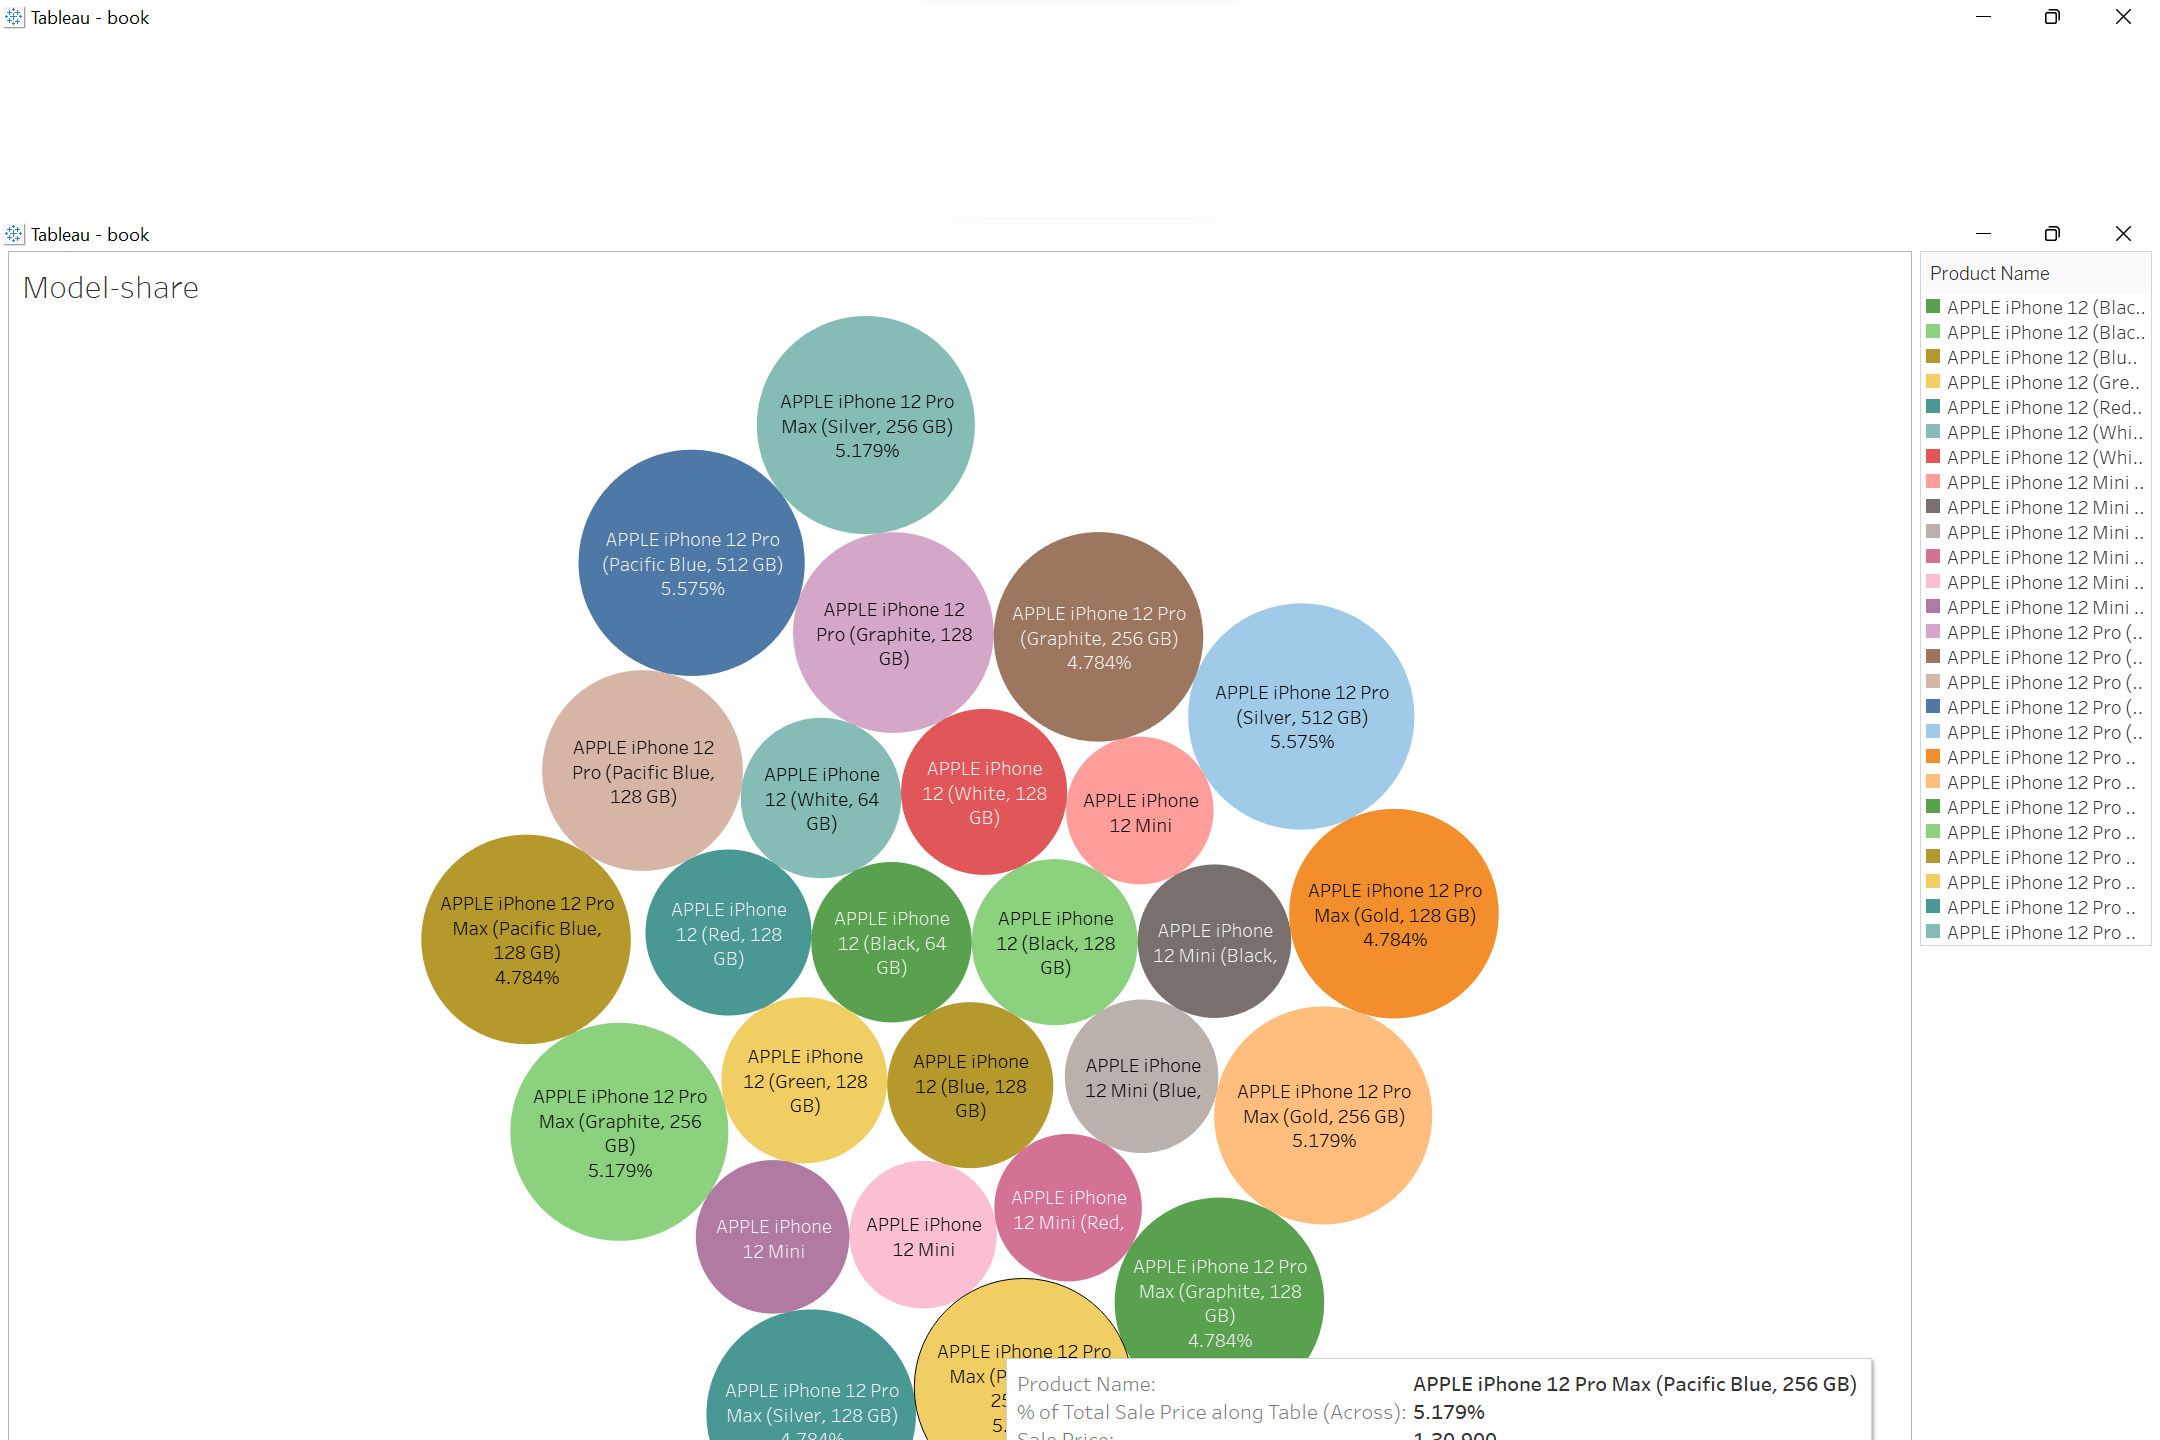 Tableau - book
Tableau - book
Model-share
APPLE iPhone 12 Pro
Max (Silver, 256 GB)
5.179%
APPLE iPhone 12 Pro
(Pacific Blue, 512 GB)
5.575%
APPLE iPhone 12
Pro (Graphite, 128
GB)
APPLE iPhone 12 Pro
(Graphite, 256 GB)
4.784%
APPLE iPhone 12 Pro
(Silver, 512 GB)
5.575%
APPLE iPhone 12
Pro (Pacific Blue,
128 GB)
APPLE iPhone
12 (White, 64
GB)
APPLE iPhone
12 (White, 128
GB)
APPLE iPhone
12 Mini
APPLE iPhone 12 Pro
Max (Pacific Blue,
128 GB)
4.784%
APPLE iPhone
12 (Red, 128
GB)
APPLE iPhone
12 (Black, 64
GB)
APPLE iPhone
12 (Black, 128
GB)
APPLE iPhone
12 Mini (Black,
APPLE iPhone 12 Pro
Max (Gold, 128 GB)
4.784%
APPLE iPhone 12 Pro
Max (Graphite, 256
GB)
5.179%
APPLE iPhone
12 (Green, 128
GB)
APPLE iPhone
12 (Blue, 128
GB)
APPLE iPhone
12 Mini (Blue,
APPLE iPhone 12 Pro
Max (Gold, 256 GB)
5.179%
APPLE iPhone
12 Mini
APPLE iPhone
12 Mini
APPLE iPhone
12 Mini (Red,
APPLE iPhone 12 Pro
Max (Graphite, 128
GB)
4.784%
APPLE iPhone 12 Pro
Max (Silver, 128 GB)
4.784%
APPLE iPhone 12 Pro
Max (P
25
5.
Product Name: APPLE iPhone 12 Pro Max (Pacific Blue, 256 GB)
% of Total Sale Price along Table (Across): 5.179%
Sale Price: 1,30,900
Product Name
APPLE iPhone 12 (Blac..
APPLE iPhone 12 (Blac..
APPLE iPhone 12 (Blu..
APPLE iPhone 12 (Gre..
APPLE iPhone 12 (Red..
APPLE iPhone 12 (Whi..
APPLE iPhone 12 (Whi..
APPLE iPhone 12 Mini ..
APPLE iPhone 12 Mini ..
APPLE iPhone 12 Mini ..
APPLE iPhone 12 Mini ..
APPLE iPhone 12 Mini ..
APPLE iPhone 12 Mini ..
APPLE iPhone 12 Pro (..
APPLE iPhone 12 Pro (..
APPLE iPhone 12 Pro (..
APPLE iPhone 12 Pro (..
APPLE iPhone 12 Pro (..
APPLE iPhone 12 Pro ..
APPLE iPhone 12 Pro ..
APPLE iPhone 12 Pro ..
APPLE iPhone 12 Pro ..
APPLE iPhone 12 Pro ..
APPLE iPhone 12 Pro ..
APPLE iPhone 12 Pro ..
APPLE iPhone 12 Pro ..